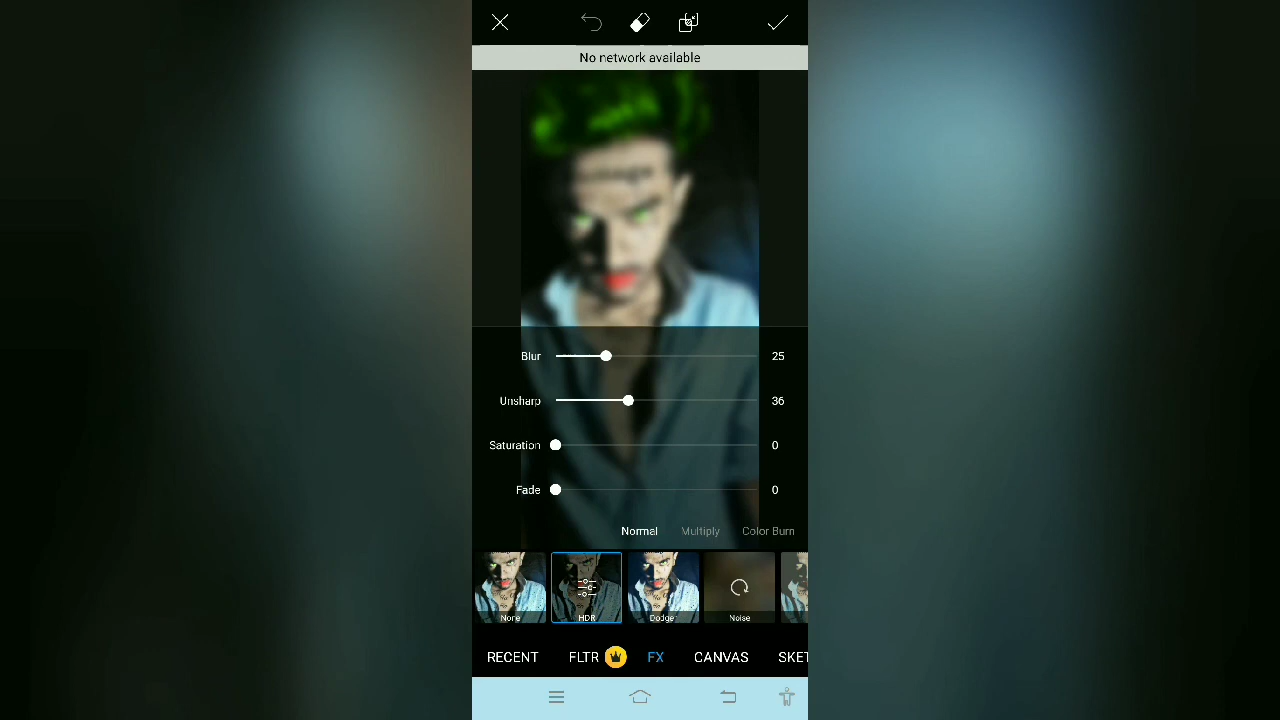 No network available
Blur 25
Unsharp 36
Saturation 0
Fade 0
Normal Multiply Color Burn
None HDR Dodger Noise
RECENT FLTR FX CANVAS SKET